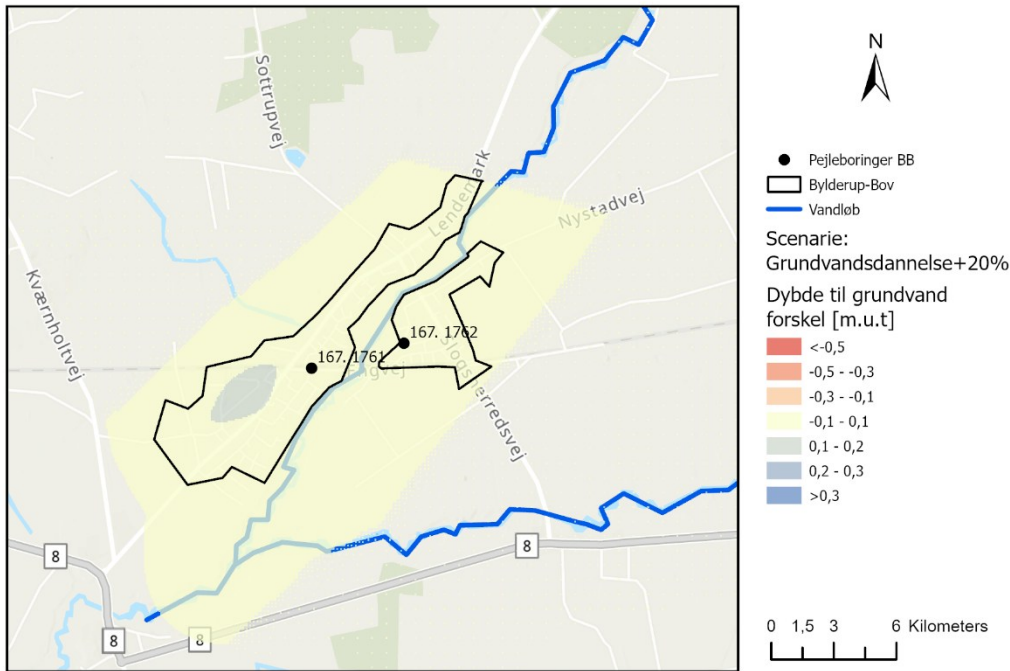 Sottrupvej
Lendemark
Nystadvej
Kværnholtvej
167. 1762
167. 1761
Engvej
Slogsherredsvej
8
8
8
8
N
Pejleboringer BB
Bylderup-Bov
Vandløb
Scenarie:
Grundvandsdannelse+20%
Dybde til grundvand
forskel [m.u.t]
<-0,5
-0,5 - -0,3
-0,3 - -0,1
-0,1 - 0,1
0,1 - 0,2
0,2 - 0,3
>0,3
0 1,5 3 6 Kilometers